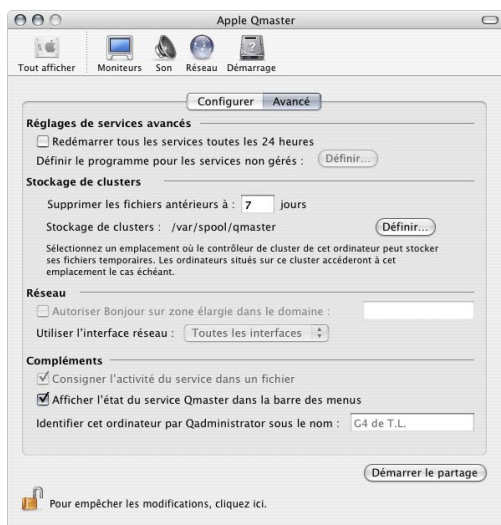 Apple Qmaster
Tout afficher Moniteurs Son Réseau Démarrage
Configurer Avancé
Réglages de services avancés
Redémarrer tous les services toutes les 24 heures
Définir le programme pour les services non gérés : Définir...
Stockage de clusters
Supprimer les fichiers antérieurs à : 7 jours
Stockage de clusters : /var/spool/qmaster Définir...
Sélectionnez un emplacement où le contrôleur de cluster de cet ordinateur peut stocker
ses fichiers temporaires. Les ordinateurs situés sur ce cluster accéderont à cet
emplacement le cas échéant.
Réseau
Autoriser Bonjour sur zone élargie dans le domaine :
Utiliser l'interface réseau : Toutes les interfaces
Compléments
Consigner l'activité du service dans un fichier
Afficher l'état du service Qmaster dans la barre des menus
Identifier cet ordinateur par Qadministrator sous le nom : G4 de T.L.
Démarrer le partage
Pour empêcher les modifications, cliquez ici.